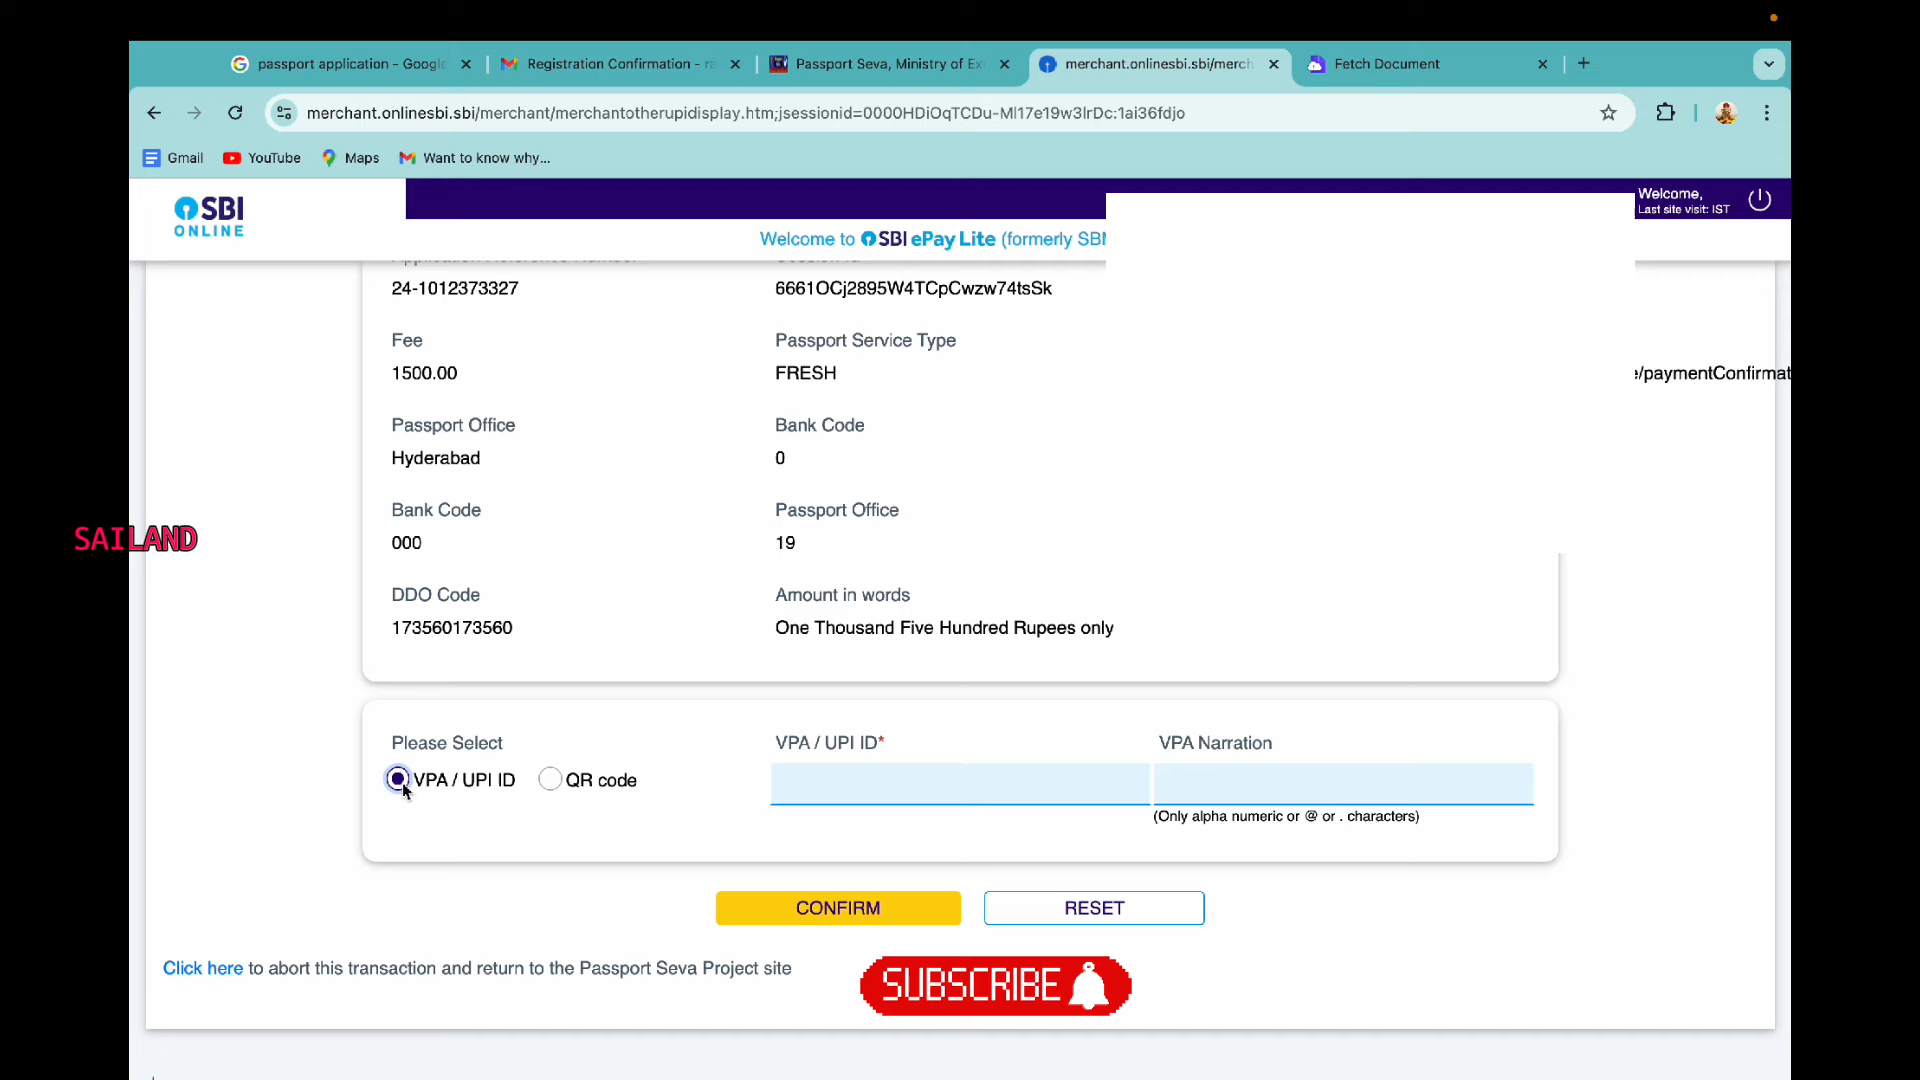 passport application - Google
Registration Confirmation - ra
Passport Seva, Ministry of Ext
merchant.onlinesbi.sbi/merch
Fetch Document
merchant.onlinesbi.sbi/merchant/merchantotherupidisplay.htm;jsessionid=0000HDiOqTCDu-Ml17e19w3lrDc:1ai36fdjo
Gmail
YouTube
Maps
Want to know why...
SBI
ONLINE
Welcome,
Last site visit: IST
Welcome to SBI ePay Lite (formerly SBM
24-1012373327
6661OCj2895W4TCpCwzw74tsSk
Fee
Passport Service Type
1500.00
FRESH
e/paymentConfirmat
Passport Office
Bank Code
Hyderabad
0
Bank Code
Passport Office
000
19
SAILAND
DDO Code
Amount in words
173560173560
One Thousand Five Hundred Rupees only
Please Select
VPA / UPI ID*
VPA Narration
VPA / UPI ID
QR code
(Only alpha numeric or @ or . characters)
CONFIRM
RESET
Click here to abort this transaction and return to the Passport Seva Project site
SUBSCRIBE